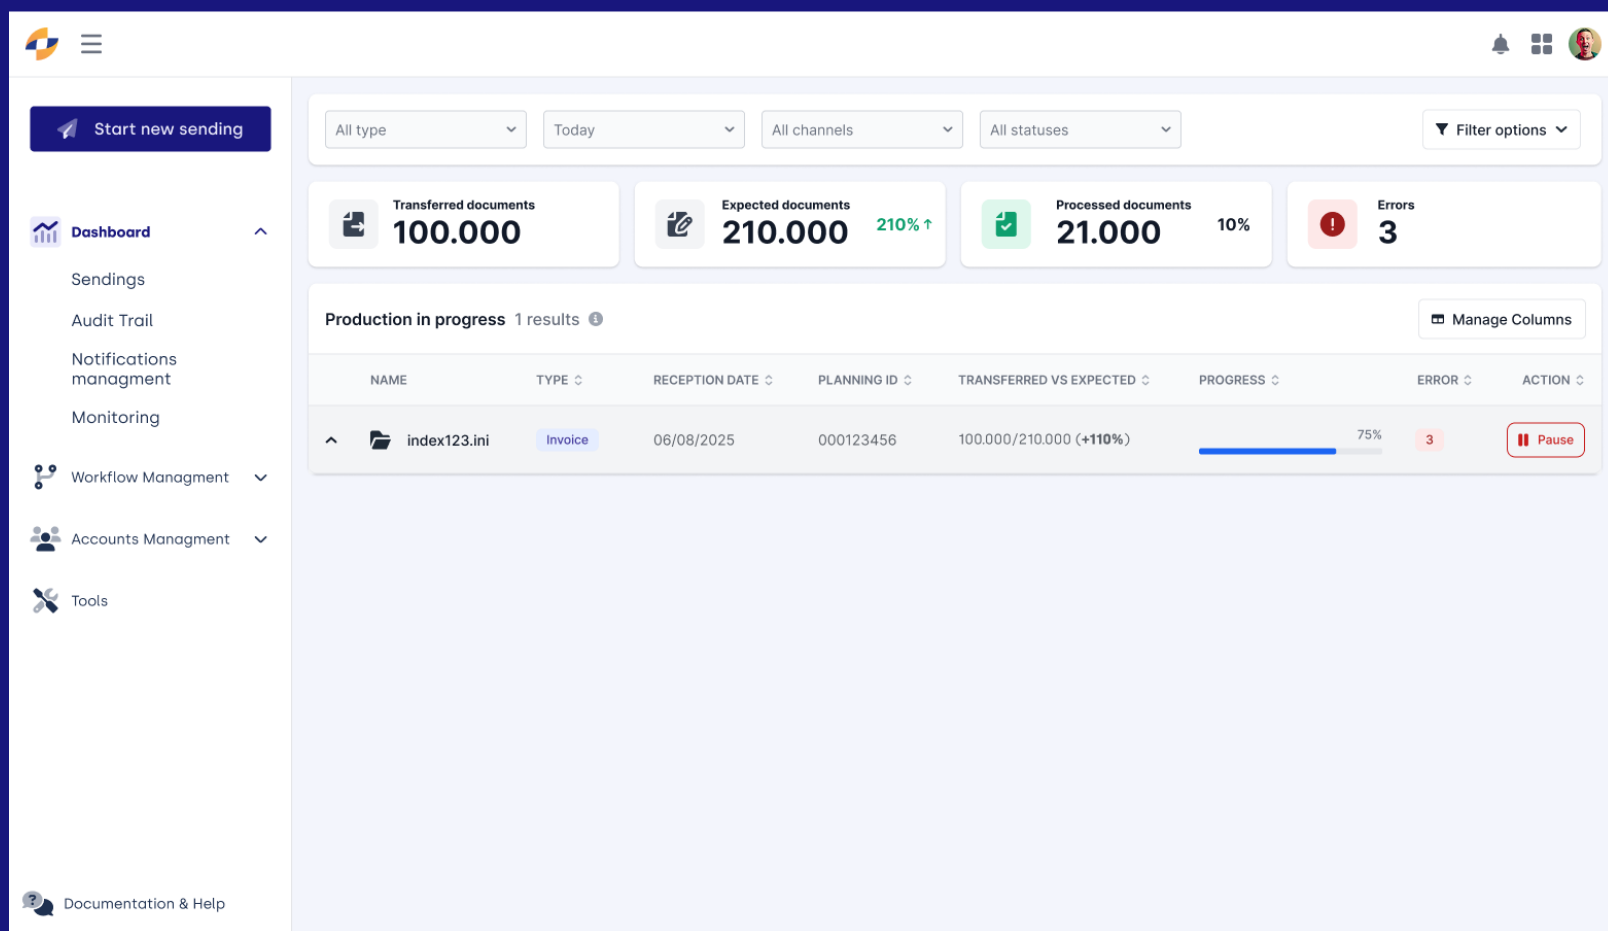 Start new sending
Dashboard
Sendings
Audit Trail
Notifications
managment
Monitoring
Workflow Managment
Accounts Managment
Tools
Documentation & Help
All type
Today
All channels
All statuses
Filter options
Transferred documents
100.000
Expected documents
210.000
210% ↑
Processed documents
21.000
10%
Errors
3
Production in progress 1 results
Manage Columns
NAME TYPE RECEPTION DATE PLANNING ID TRANSFERRED VS EXPECTED PROGRESS ERROR ACTION
index123.ini Invoice 06/08/2025 000123456 100.000/210.000 (+110%) 75% 3 Pause